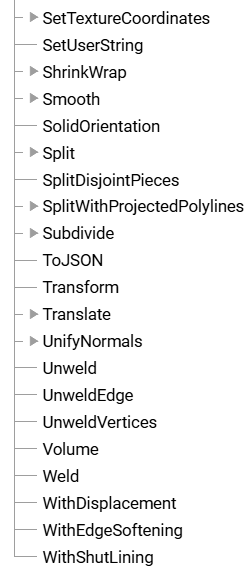 SetTextureCoordinates
SetUserString
ShrinkWrap
Smooth
SolidOrientation
Split
SplitDisjointPieces
SplitWithProjectedPolylines
Subdivide
ToJSON
Transform
Translate
UnifyNormals
Unweld
UnweldEdge
UnweldVertices
Volume
Weld
WithDisplacement
WithEdgeSoftening
WithShutLining